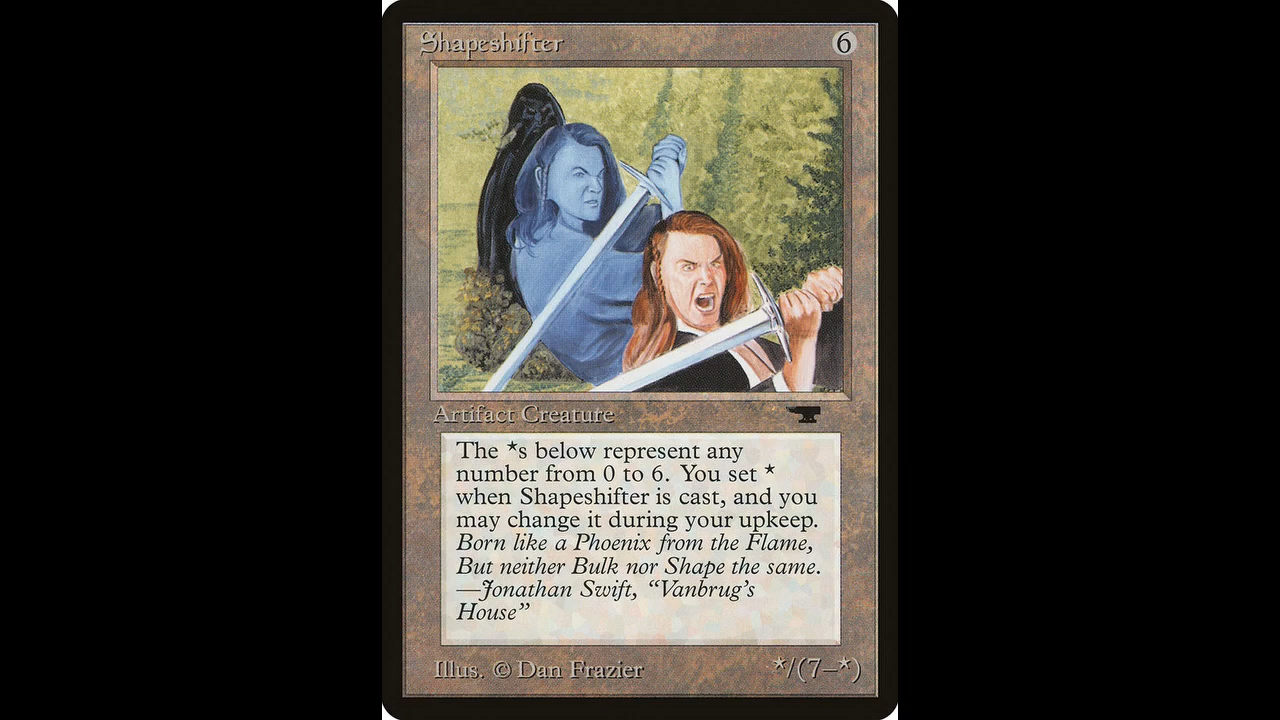 Shapeshifter 6
Artifact Creature
The *s below represent any
number from 0 to 6. You set *
when Shapeshifter is cast, and you
may change it during your upkeep.
Born like a Phoenix from the Flame,
But neither Bulk nor Shape the same.
—Jonathan Swift, “Vanbrug's
House”
Illus. © Dan Frazier */(7–*)